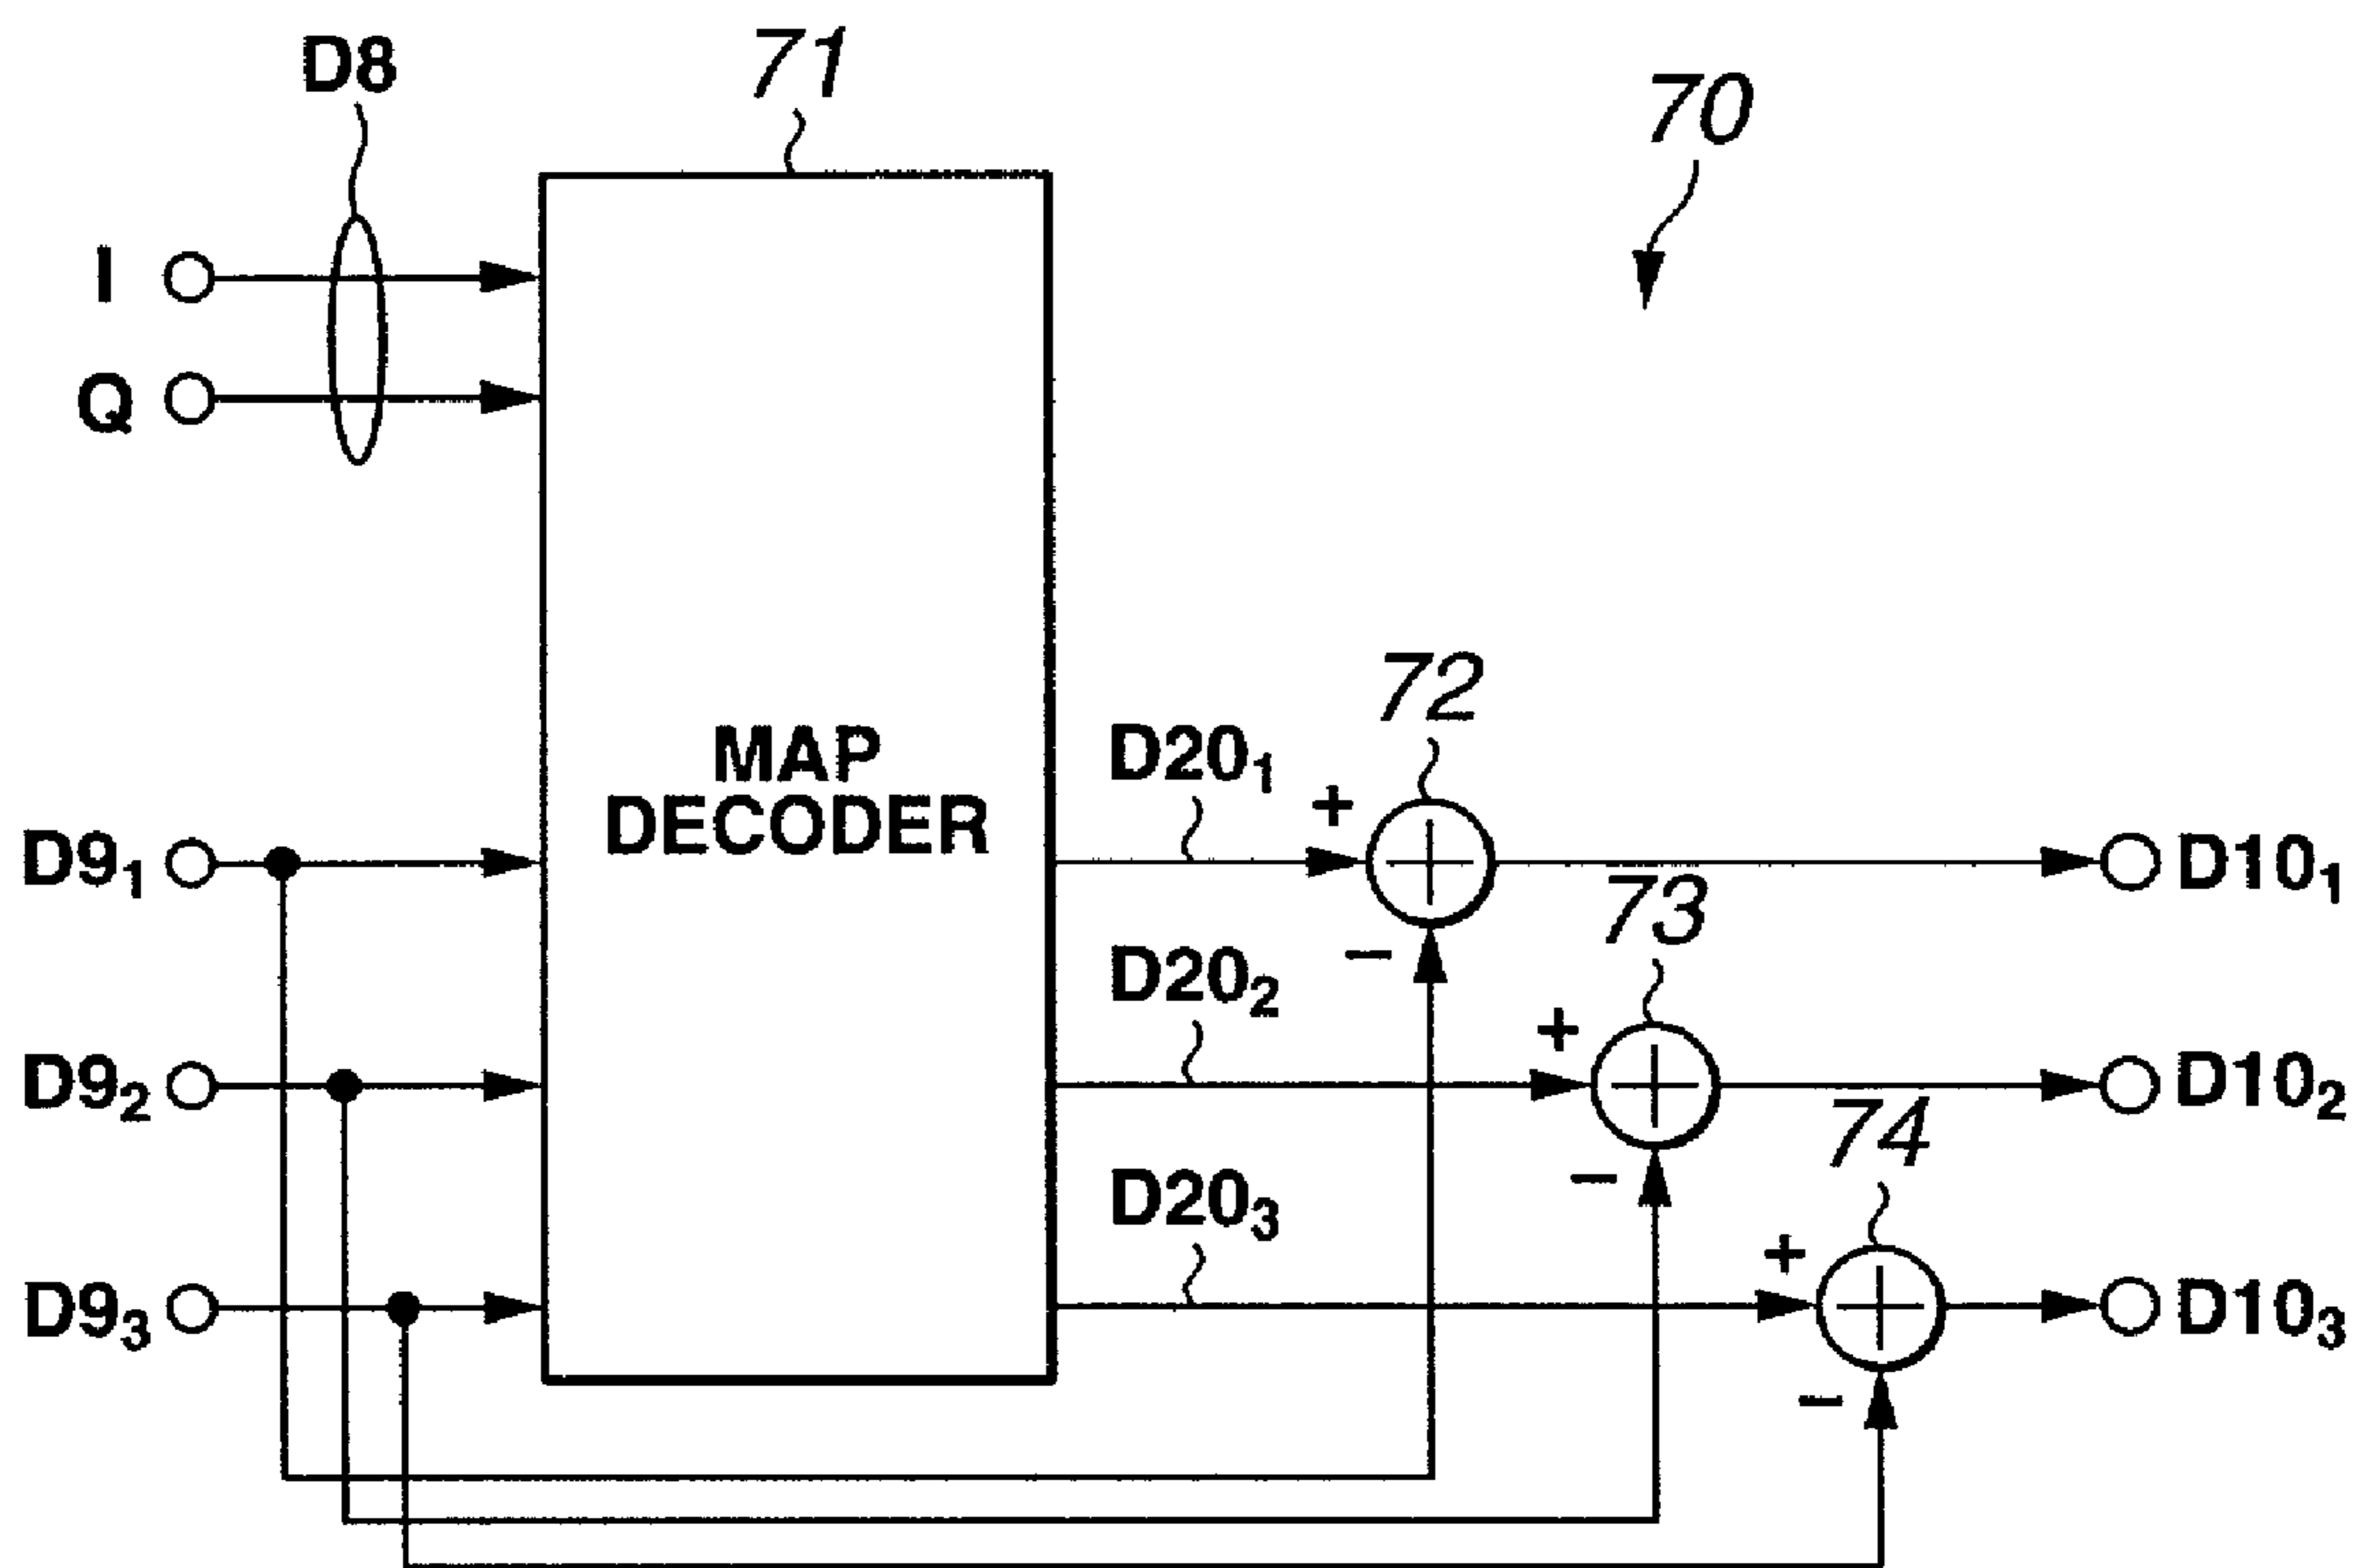 D8
71
70
I
Q
MAP
DECODER
72
D20₁
+
D9₁
D10₁
73
−
D20₂
+
D9₂
D10₂
74
−
D20₃
+
D9₃
D10₃
−